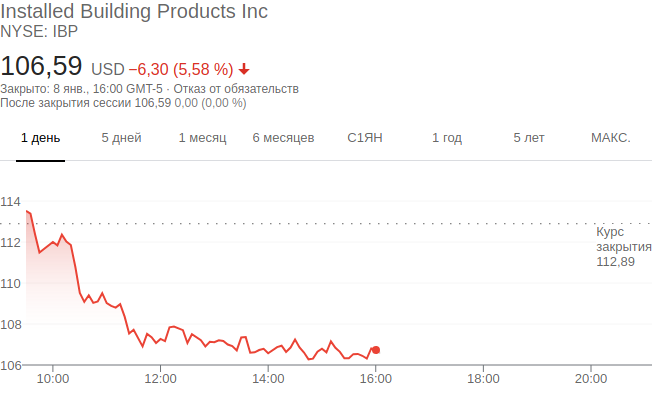 Installed Building Products Inc
NYSE: IBP
106,59 USD −6,30 (5,58 %)
Закрыто: 8 янв., 16:00 GMT-5 · Отказ от обязательств
После закрытия сессии 106,59 0,00 (0,00 %)
1 день 5 дней 1 месяц 6 месяцев С1ЯН 1 год 5 лет МАКС.
114
112
110
108
106
Курс
закрытия
112,89
10:00 12:00 14:00 16:00 18:00 20:00